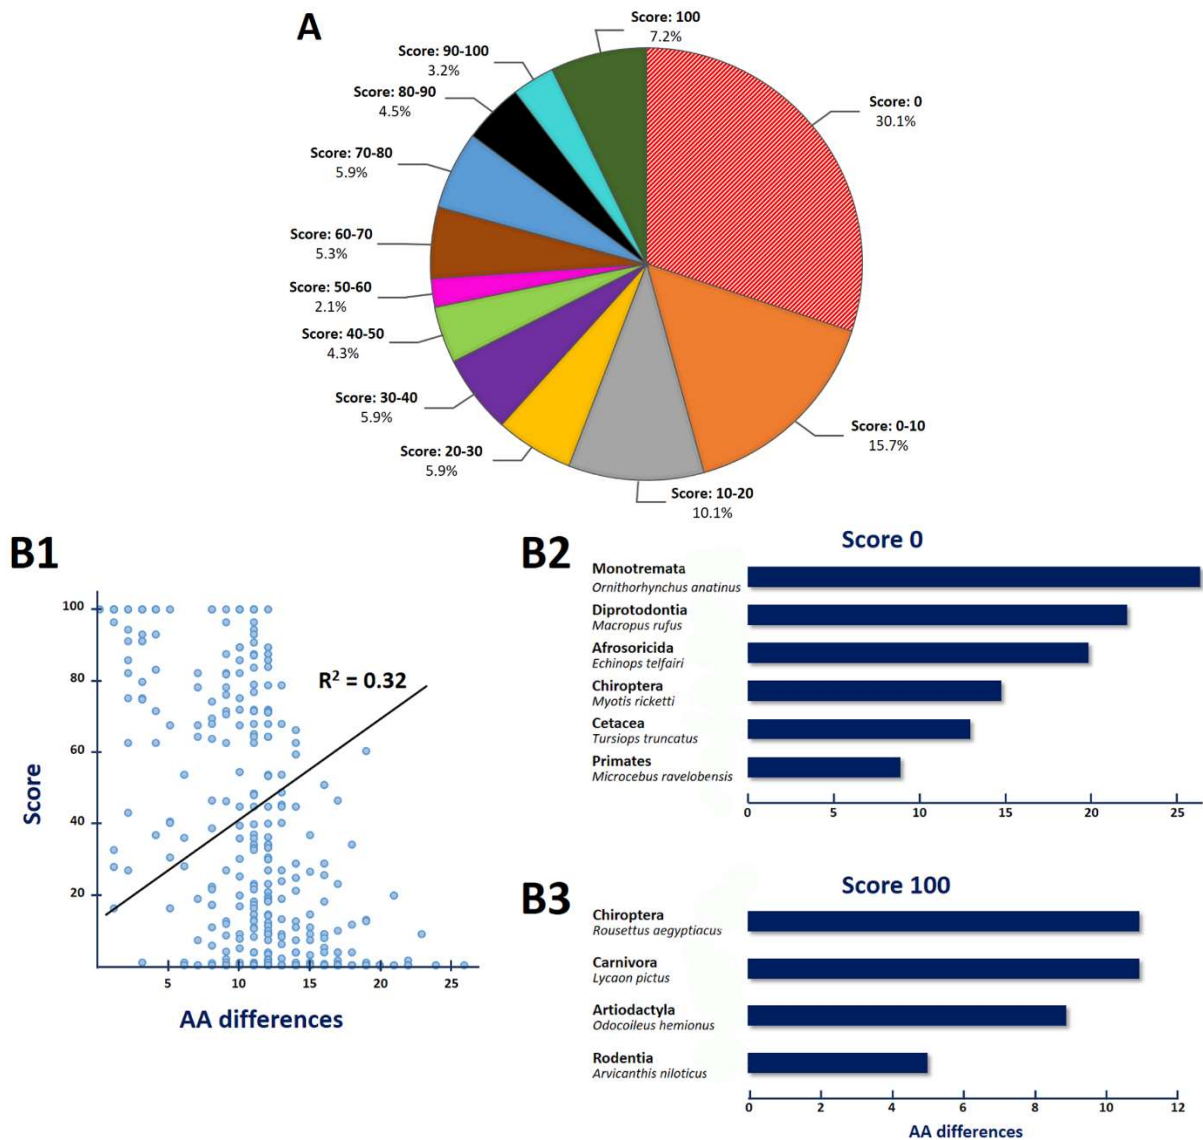 A
Score: 100
7.2%
Score: 90-100
3.2%
Score: 80-90
4.5%
Score: 0
30.1%
Score: 70-80
5.9%
Score: 60-70
5.3%
Score: 50-60
2.1%
Score: 40-50
4.3%
Score: 30-40
5.9%
Score: 20-30
5.9%
Score: 0-10
15.7%
Score: 10-20
10.1%
B1
100
80
60
40
20
Score
R² = 0.32
5
10
15
20
25
AA differences
B2
Score 0
Monotremata
Ornithorhynchus anatinus
Diprotodontia
Macropus rufus
Afrosoricida
Echinops telfairi
Chiroptera
Myotis ricketti
Cetacea
Tursiops truncatus
Primates
Microcebus ravelobensis
0
5
10
15
20
25
B3
Score 100
Chiroptera
Rousettus aegyptiacus
Carnivora
Lycaon pictus
Artiodactyla
Odocoileus hemionus
Rodentia
Arvicanthis niloticus
0
2
4
6
8
10
12
AA differences